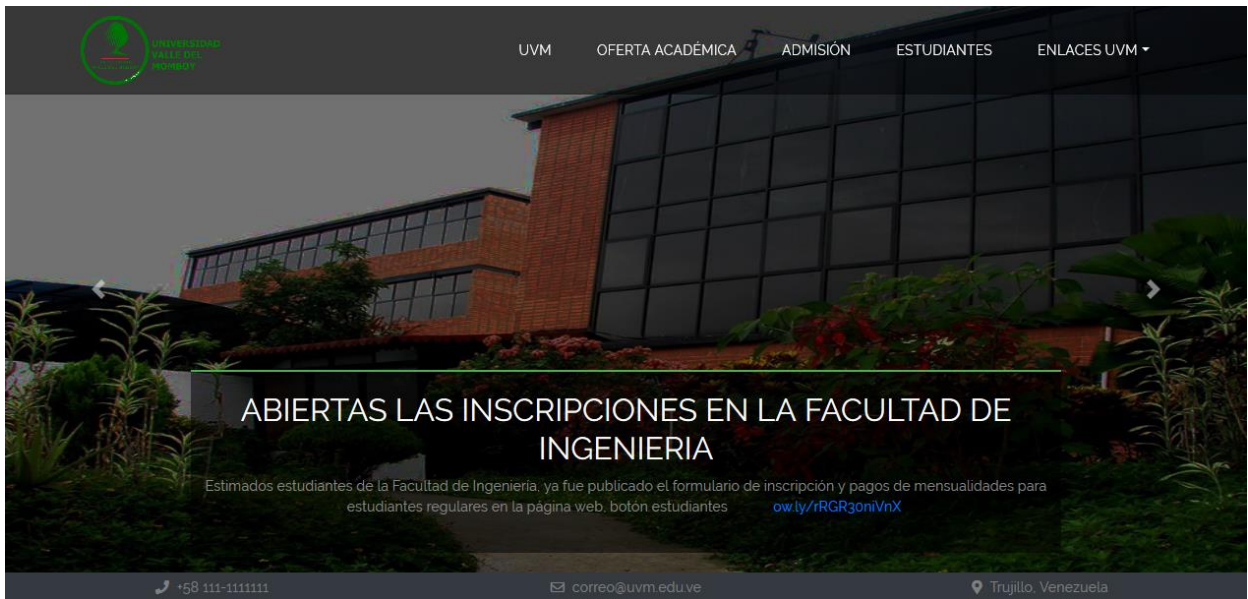 UNIVERSIDAD
VALLE DEL
MOMBOY
UVM OFERTA ACADÉMICA ADMISIÓN ESTUDIANTES ENLACES UVM
ABIERTAS LAS INSCRIPCIONES EN LA FACULTAD DE
INGENIERIA
Estimados estudiantes de la Facultad de Ingeniería, ya fue publicado el formulario de inscripción y pagos de mensualidades para
estudiantes regulares en la página web, botón estudiantes ow.ly/rRGR30niVnX
+58 111-1111111 correo@uvm.edu.ve Trujillo, Venezuela